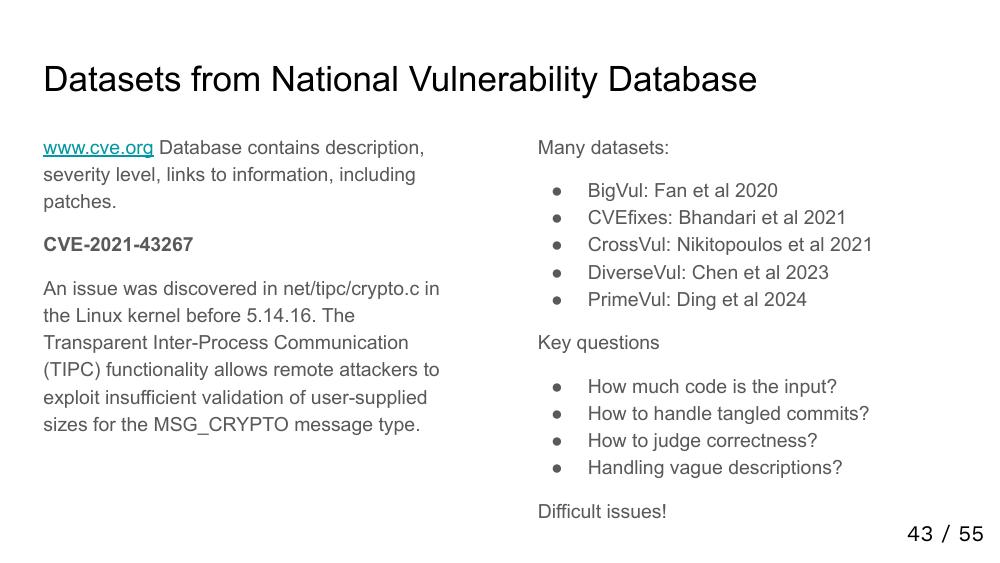 Datasets from National Vulnerability Database
www.cve.org Database contains description,
severity level, links to information, including
patches.
CVE-2021-43267
An issue was discovered in net/tipc/crypto.c in
the Linux kernel before 5.14.16. The
Transparent Inter-Process Communication
(TIPC) functionality allows remote attackers to
exploit insufficient validation of user-supplied
sizes for the MSG_CRYPTO message type.
Many datasets:
● BigVul: Fan et al 2020
● CVEfixes: Bhandari et al 2021
● CrossVul: Nikitopoulos et al 2021
● DiverseVul: Chen et al 2023
● PrimeVul: Ding et al 2024
Key questions
● How much code is the input?
● How to handle tangled commits?
● How to judge correctness?
● Handling vague descriptions?
Difficult issues!
43 / 55